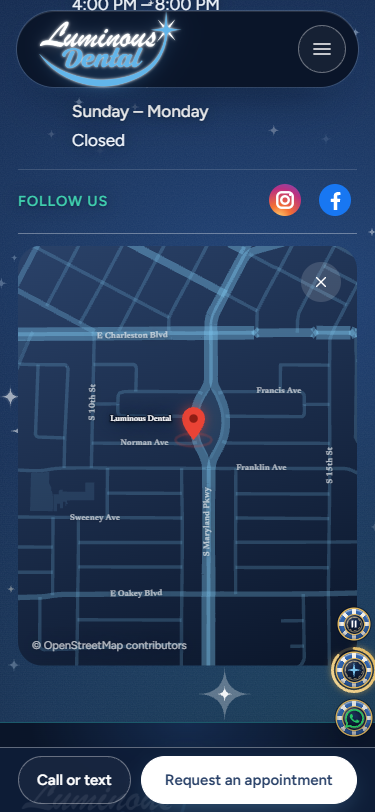 4:00 PM – 8:00 PM
Luminous
Dental
Sunday – Monday
Closed
FOLLOW US
E Charleston Blvd
S 10th St
Francis Ave
Luminous Dental
Norman Ave
S 15th St
Franklin Ave
S Maryland Pkwy
Sweeney Ave
E Oakey Blvd
© OpenStreetMap contributors
Call or text
Request an appointment
Luminous